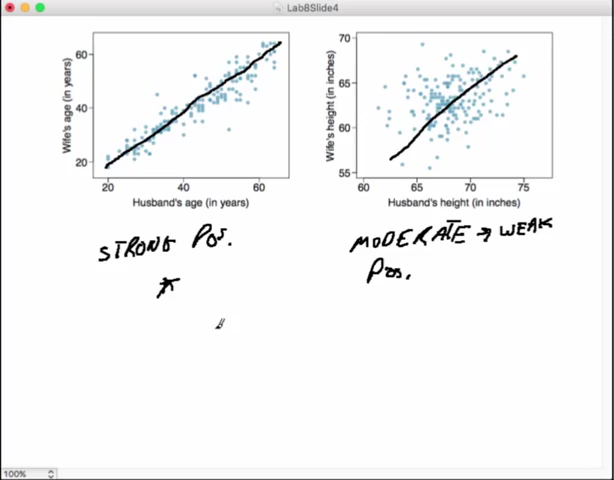 Lab8Slide4
60
40
20
Wife's age (in years)
20 40 60
Husband's age (in years)
70
65
60
55
Wife's height (in inches)
60 65 70 75
Husband's height (in inches)
STRONG POS.
MODERATE → WEAK
POS.
100%